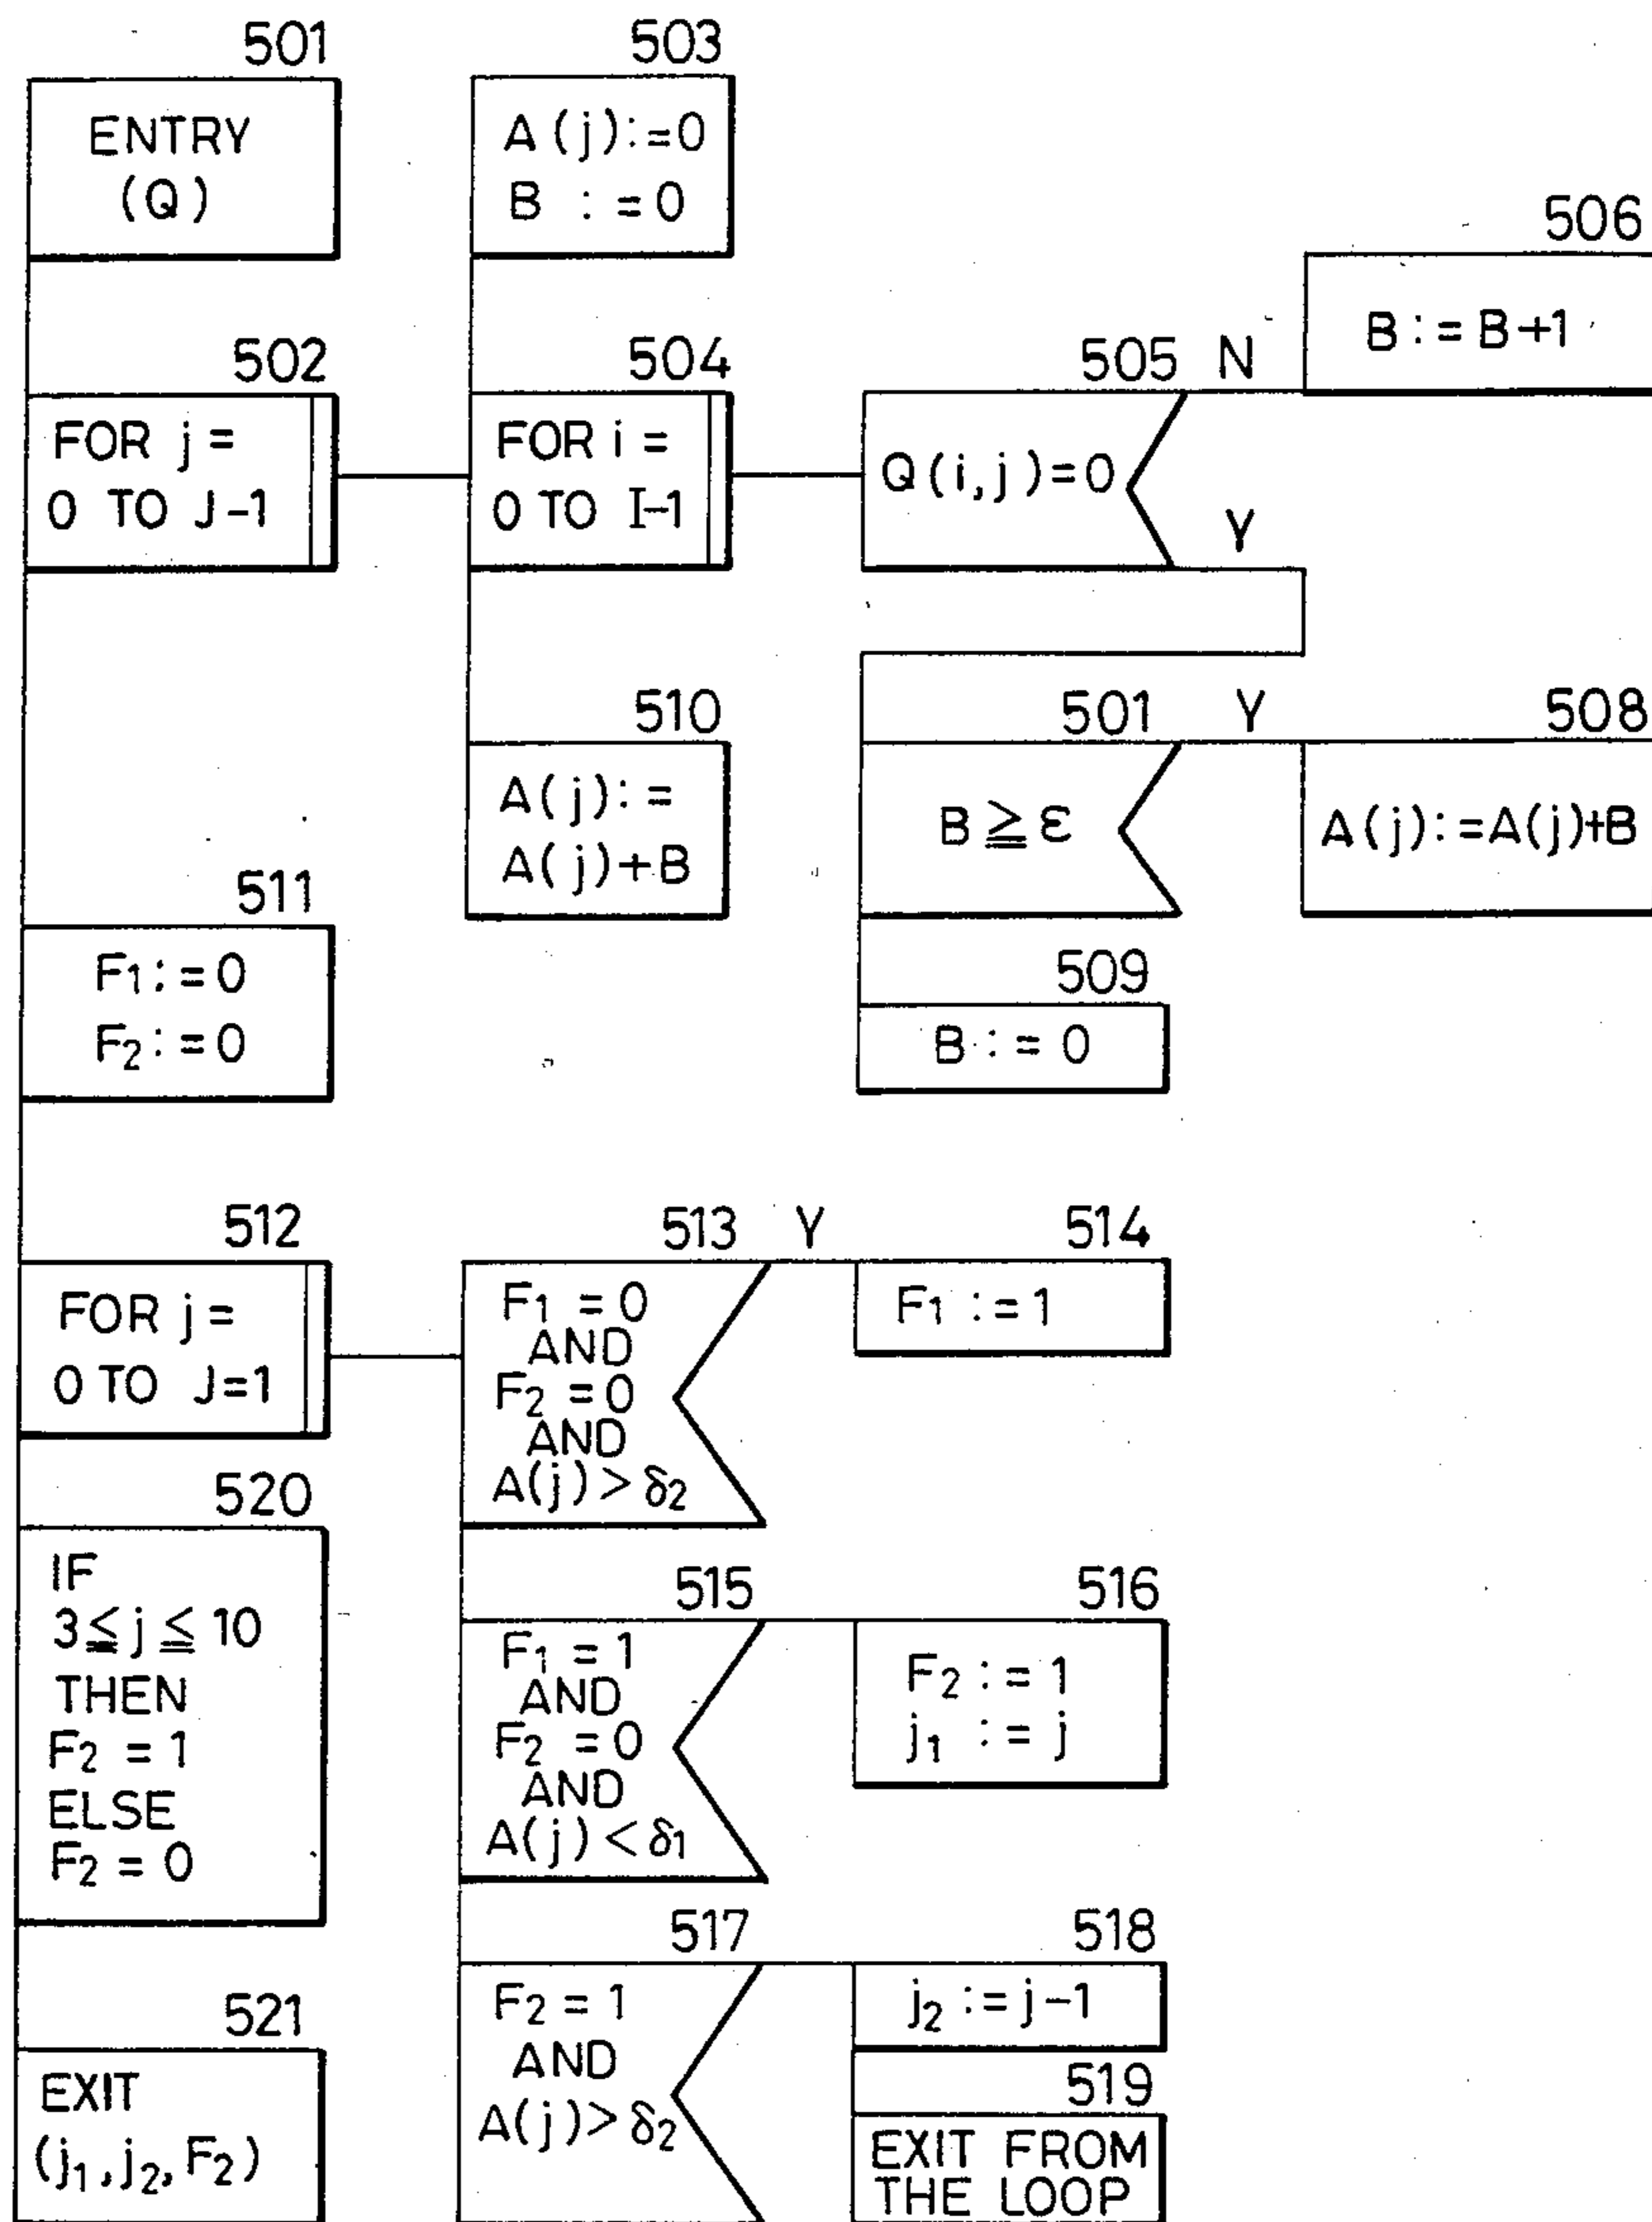 501
ENTRY
(Q)
503
A(j):=0
B :=0
506
B:=B+1
502
FOR j=
0 TO J-1
504
FOR i=
0 TO I-1
505 N
Q(i,j)=0
Y
510
A(j):=
A(j)+B
501 Y
B ≧ ε
508
A(j):=A(j)+B
509
B:=0
511
F1:=0
F2:=0
512
FOR j=
0 TO J=1
513 Y
F1 =0
AND
F2 =0
AND
A(j)>δ2
514
F1 :=1
515
F1 = 1
AND
F2 =0
AND
A(j)<δ1
516
F2 :=1
j1 :=j
517
F2 = 1
AND
A(j)>δ2
518
j2 :=j-1
519
EXIT FROM
THE LOOP
520
IF
3≦j≦10
THEN
F2 = 1
ELSE
F2 = 0
521
EXIT
(j1,j2,F2)